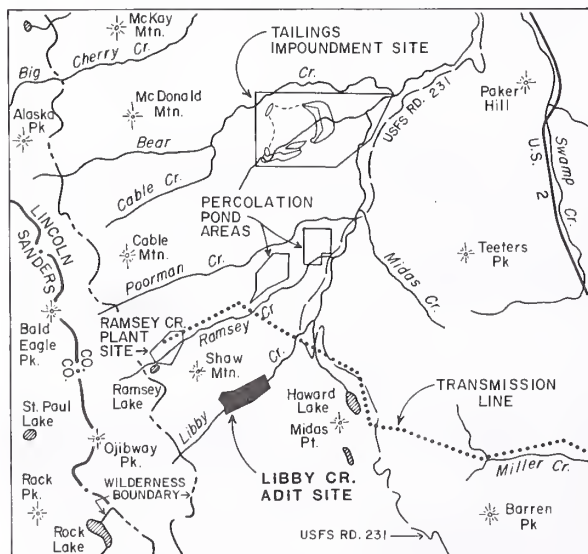 McKay
Mtn.
Big
Cherry Cr.
TAILINGS
IMPOUNDMENT SITE
Cr.
Paker
Hill
McDonald
Mtn.
Alaska
Pk
USFS RD. 231
Bear
Swamp
Cr.
U.S.
2
Cable Cr.
PERCOLATION
POND
AREAS
LINCOLN
SANDERS
CO.
CO.
Cable
Mtn.
Poorman Cr.
Midas
Cr.
Teeters
Pk
RAMSEY CR.
PLANT
SITE
Ramsey
Cr
Bald
Eagle
Pk.
Shaw
Mtn.
Cr.
TRANSMISSION
LINE
Ramsey
Lake
Libby
Howard
Lake
St. Paul
Lake
Midas
Pt.
Ojibway
Pk.
LIBBY CR.
ADIT SITE
Miller Cr.
Rock
Pk.
WILDERNESS
BOUNDARY
Barren
Pk
Rock
Lake
USFS RD. 231